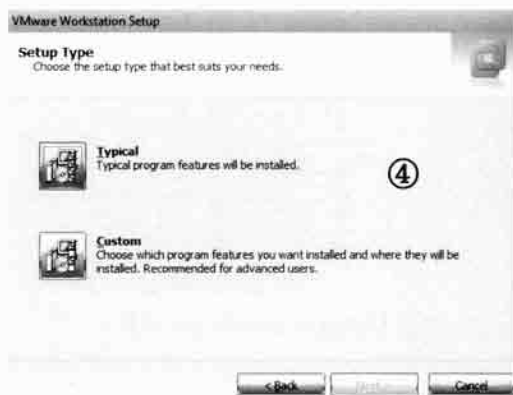 VMware Workstation Setup
Setup Type
Choose the setup type that best suits your needs.
Typical
Typical program features will be installed.
④
Custom
Choose which program features you want installed and where they will be
installed. Recommended for advanced users.
< Back
Cancel